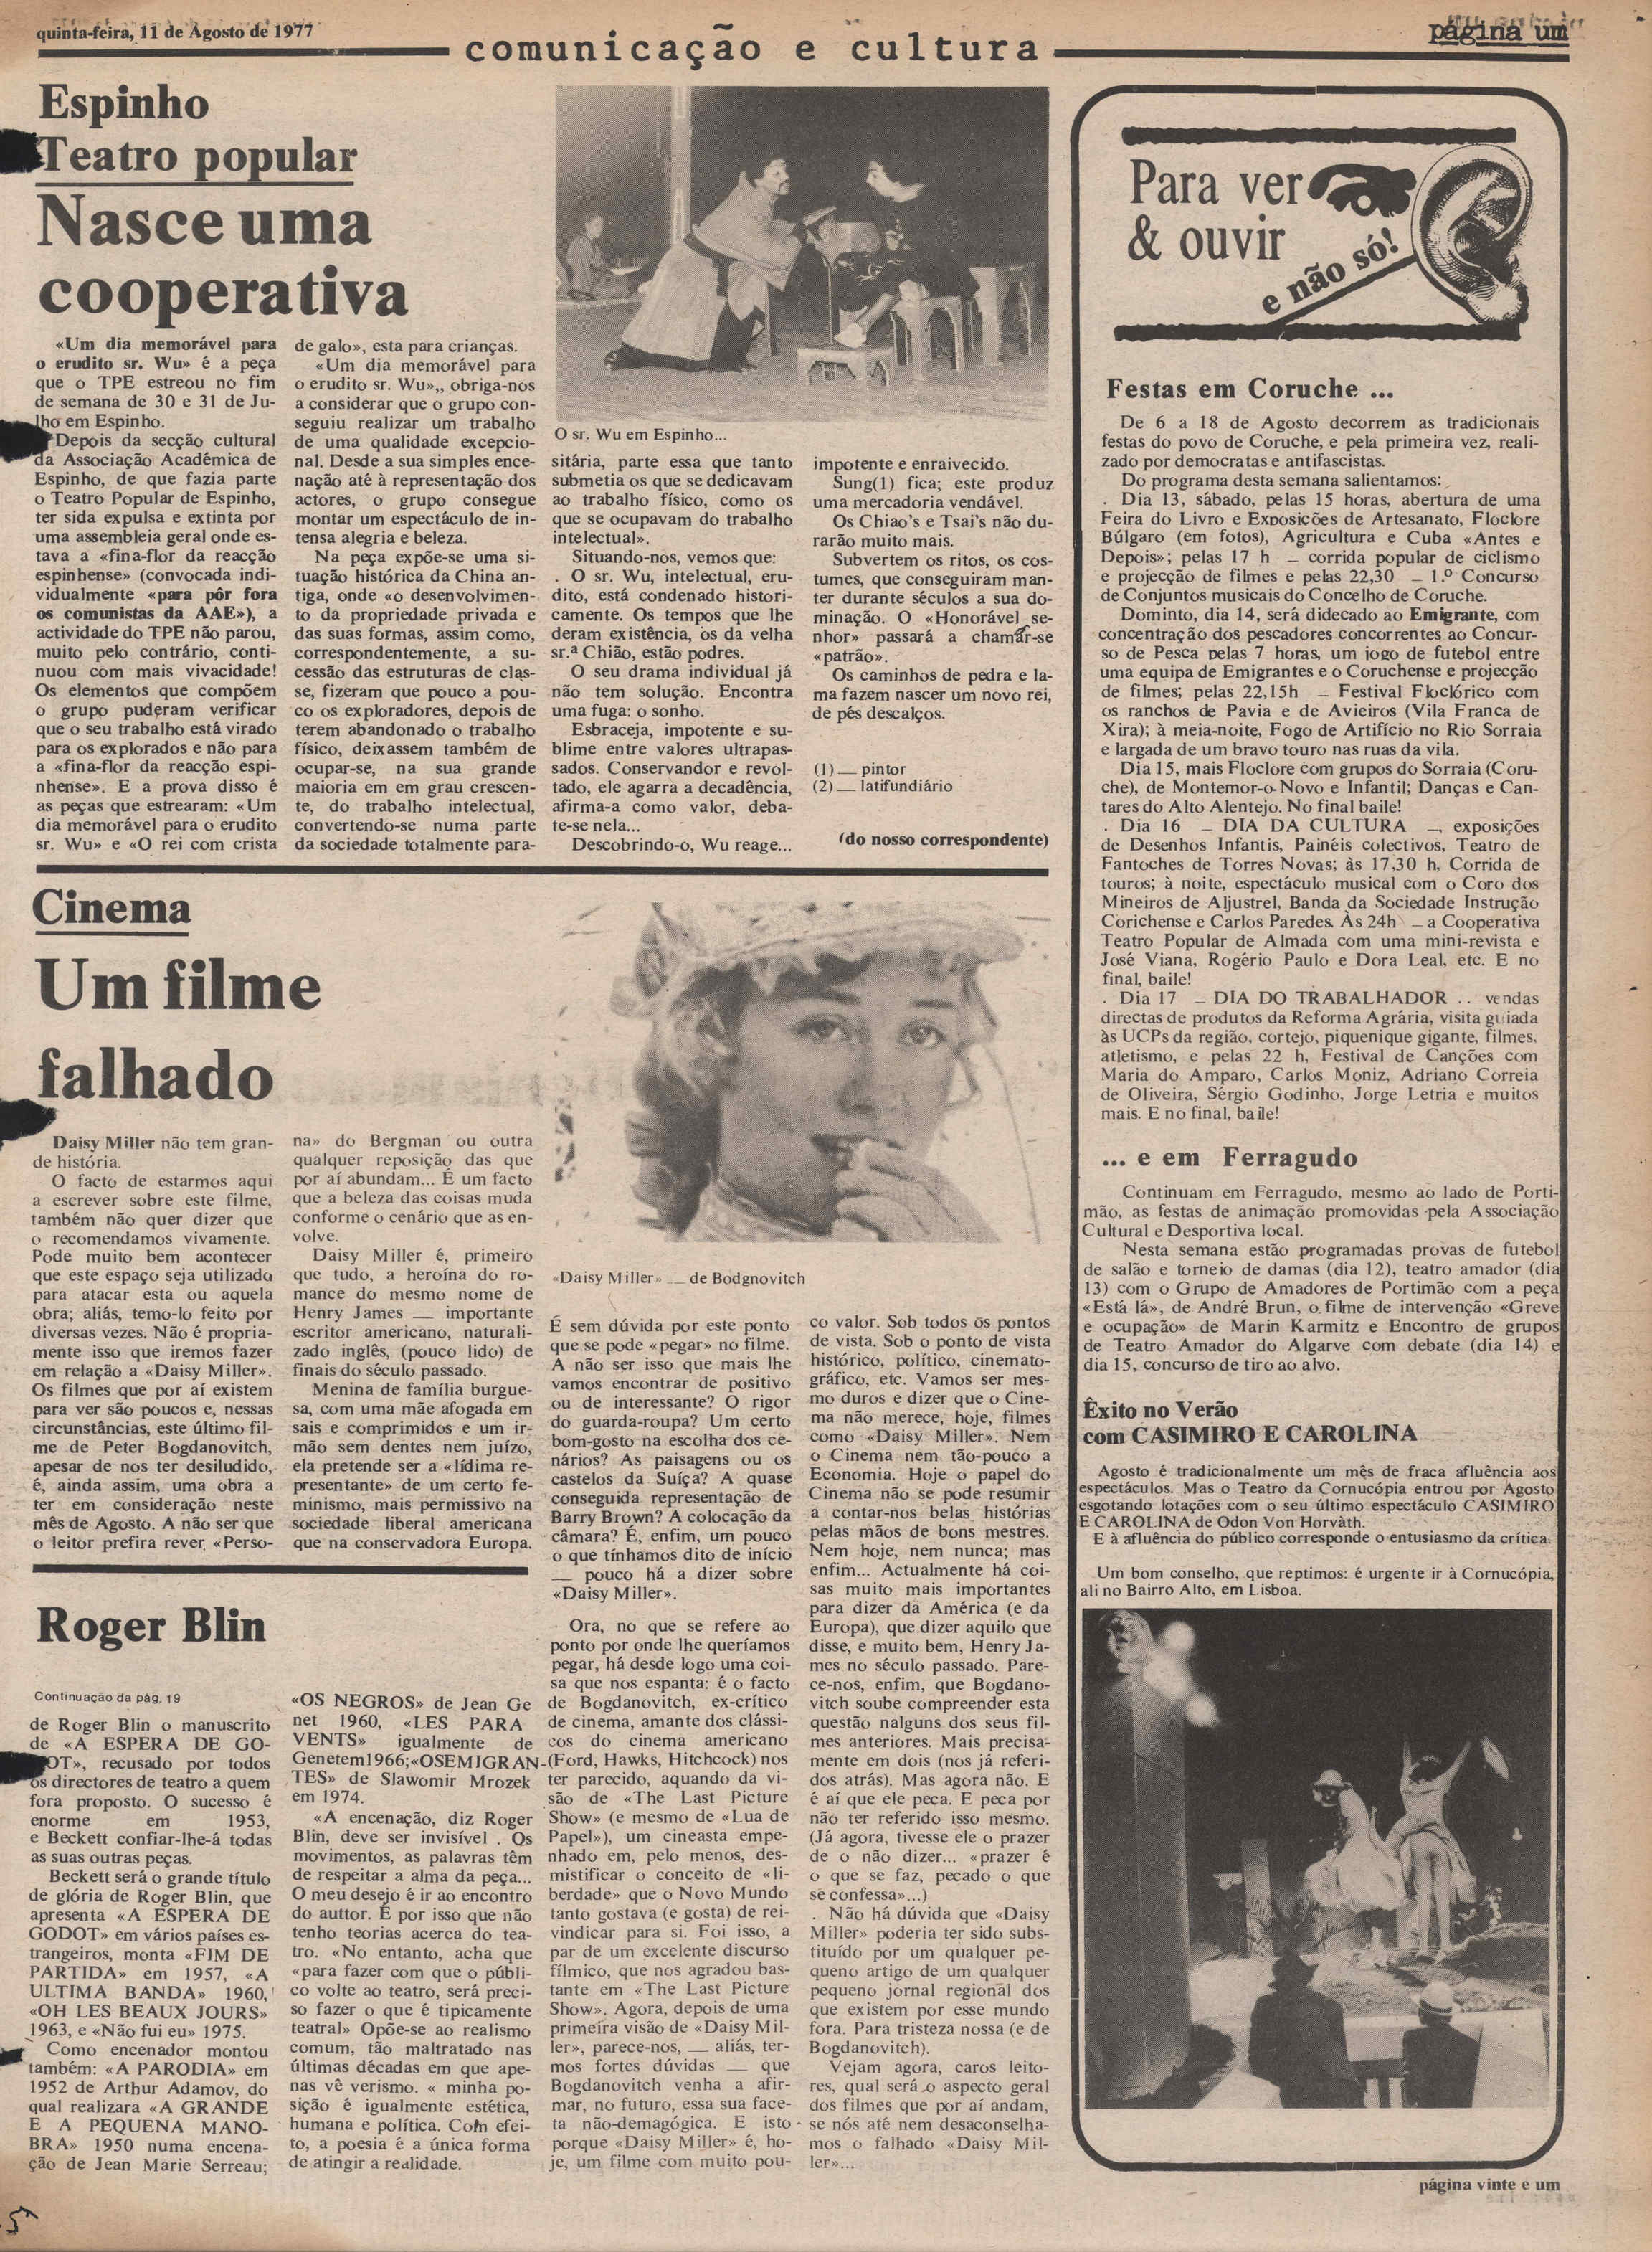 quinta-feira, 11 de Agosto de 1977
comunicação e cultura
página um
Espinho
Teatro popular
Nasce uma
cooperativa
«Um dia memorável para
o erudito sr. Wu» é a peça
que o TPE estreou no fim
de semana de 30 e 31 de Ju-
lho em Espinho.
Depois da secção cultural
da Associação Académica de
Espinho, de que fazia parte
o Teatro Popular de Espinho,
ter sida expulsa e extinta por
uma assembleia geral onde es-
tava a «fina-flor da reacção
espinhense» (convocada indi-
vidualmente «para pôr fora
os comunistas da AAE»), a
actividade do TPE não parou,
muito pelo contrário, conti-
nuou com mais vivacidade!
Os elementos que compõem
o grupo puderam verificar
que o seu trabalho está virado
para os explorados e não para
a «fina-flor da reacção espi-
nhense». E a prova disso é
as peças que estrearam: «Um
dia memorável para o erudito
sr. Wu» e «O rei com crista
de galo», esta para crianças.
«Um dia memorável para
o erudito sr. Wu»,, obriga-nos
a considerar que o grupo con-
seguiu realizar um trabalho
de uma qualidade excepcio-
nal. Desde a sua simples ence-
nação até à representação dos
actores, o grupo consegue
montar um espectáculo de in-
tensa alegria e beleza.
Na peça expõe-se uma si-
tuação histórica da China an-
tiga, onde «o desenvolvimen-
to da propriedade privada e
das suas formas, assim como,
correspondentemente, a su-
cessão das estruturas de clas-
se, fizeram que pouco a pou-
co os exploradores, depois de
terem abandonado o trabalho
físico, deixassem também de
ocupar-se, na sua grande
maioria em em grau crescen-
te, do trabalho intelectual,
convertendo-se numa parte
da sociedade totalmente para-
O sr. Wu em Espinho...
sitária, parte essa que tanto
submetia os que se dedicavam
ao trabalho físico, como os
que se ocupavam do trabalho
intelectual».
Situando-nos, vemos que:
. O sr. Wu, intelectual, eru-
dito, está condenado histori-
camente. Os tempos que lhe
deram existência, os da velha
sr.ª Chião, estão podres.
O seu drama individual já
não tem solução. Encontra
uma fuga: o sonho.
Esbraceja, impotente e su-
blime entre valores ultrapas-
sados. Conservandor e revol-
tado, ele agarra a decadência,
afirma-a como valor, deba-
te-se nela...
Descobrindo-o, Wu reage...
impotente e enraivecido.
Sung(1) fica; este produz
uma mercadoria vendável.
Os Chiao's e Tsai's não du-
rarão muito mais.
Subvertem os ritos, os cos-
tumes, que conseguiram man-
ter durante séculos a sua do-
minação. O «Honorável se-
nhor» passará a chamar-se
«patrão».
Os caminhos de pedra e la-
ma fazem nascer um novo rei,
de pés descalços.
(1) — pintor
(2) — latifundiário
(do nosso correspondente)
Cinema
Um filme
falhado
Daisy Miller não tem gran-
de história.
O facto de estarmos aqui
a escrever sobre este filme,
também não quer dizer que
o recomendamos vivamente.
Pode muito bem acontecer
que este espaço seja utilizado
para atacar esta ou aquela
obra; aliás, temo-lo feito por
diversas vezes. Não é propria-
mente isso que iremos fazer
em relação a «Daisy Miller».
Os filmes que por aí existem
para ver são poucos e, nessas
circunstâncias, este último fil-
me de Peter Bogdanovitch,
apesar de nos ter desiludido,
é, ainda assim, uma obra a
ter em consideração neste
mês de Agosto. A não ser que
o leitor prefira rever «Perso-
na» do Bergman ou outra
qualquer reposição das que
por aí abundam... É um facto
que a beleza das coisas muda
conforme o cenário que as en-
volve.
Daisy Miller é, primeiro
que tudo, a heroína do ro-
mance do mesmo nome de
Henry James — importante
escritor americano, naturali-
zado inglês, (pouco lido) de
finais do século passado.
Menina de família burgue-
sa, com uma mãe afogada em
sais e comprimidos e um ir-
mão sem dentes nem juízo,
ela pretende ser a «lídima re-
presentante» de um certo fe-
minismo, mais permissivo na
sociedade liberal americana
que na conservadora Europa.
«Daisy Miller» — de Bodgnovitch
É sem dúvida por este ponto
que se pode «pegar» no filme.
A não ser isso que mais lhe
vamos encontrar de positivo
ou de interessante? O rigor
do guarda-roupa? Um certo
bom-gosto na escolha dos ce-
nários? As paisagens ou os
castelos da Suíça? A quase
conseguida representação de
Barry Brown? A colocação da
câmara? É, enfim, um pouco
o que tínhamos dito de início
— pouco há a dizer sobre
«Daisy Miller».
Ora, no que se refere ao
ponto por onde lhe queríamos
pegar, há desde logo uma coi-
sa que nos espanta: é o facto
de Bogdanovitch, ex-crítico
de cinema, amante dos clássi-
cos do cinema americano
(Ford, Hawks, Hitchcock) nos
ter parecido, aquando da vi-
são de «The Last Picture
Show» (e mesmo de «Lua de
Papel»), um cineasta empe-
nhado em, pelo menos, des-
mistificar o conceito de «li-
berdade» que o Novo Mundo
tanto gostava (e gosta) de rei-
vindicar para si. Foi isso, a
par de um excelente discurso
fílmico, que nos agradou bas-
tante em «The Last Picture
Show». Agora, depois de uma
primeira visão de «Daisy Mil-
ler», parece-nos, — aliás, ter-
mos fortes dúvidas — que
Bogdanovitch venha a afir-
mar, no futuro, essa sua face-
ta não-demagógica. E isto
porque «Daisy Miller» é, ho-
je, um filme com muito pou-
co valor. Sob todos os pontos
de vista. Sob o ponto de vista
histórico, político, cinemato-
gráfico, etc. Vamos ser mes-
mo duros e dizer que o Cine-
ma não merece, hoje, filmes
como «Daisy Miller». Nem
o Cinema nem tão-pouco a
Economia. Hoje o papel do
Cinema não se pode resumir
a contar-nos belas histórias
pelas mãos de bons mestres.
Nem hoje, nem nunca; mas
enfim... Actualmente há coi-
sas muito mais importantes
para dizer da América (e da
Europa), que dizer aquilo que
disse, e muito bem, Henry Ja-
mes no século passado. Pare-
ce-nos, enfim, que Bogdano-
vitch soube compreender esta
questão nalguns dos seus fil-
mes anteriores. Mais precisa-
mente em dois (nos já referi-
dos atrás). Mas agora não. E
é aí que ele peca. E peca por
não ter referido isso mesmo.
(Já agora, tivesse ele o prazer
de o não dizer... «prazer é
o que se faz, pecado o que
se confessa»...)
. Não há dúvida que «Daisy
Miller» poderia ter sido subs-
tituído por um qualquer pe-
queno artigo de um qualquer
pequeno jornal regional dos
que existem por esse mundo
fora. Para tristeza nossa (e de
Bogdanovitch).
Vejam agora, caros leito-
res, qual será o aspecto geral
dos filmes que por aí andam,
se nós até nem desaconselha-
mos o falhado «Daisy Mil-
ler»...
Roger Blin
Continuação da pág. 19
de Roger Blin o manuscrito
de «A ESPERA DE GO-
DOT», recusado por todos
os directores de teatro a quem
fora proposto. O sucesso é
enorme em 1953,
e Beckett confiar-lhe-á todas
as suas outras peças.
Beckett será o grande título
de glória de Roger Blin, que
apresenta «A ESPERA DE
GODOT» em vários países es-
trangeiros, monta «FIM DE
PARTIDA» em 1957, «A
ULTIMA BANDA» 1960,
«OH LES BEAUX JOURS»
1963, e «Não fui eu» 1975.
Como encenador montou
também: «A PARODIA» em
1952 de Arthur Adamov, do
qual realizara «A GRANDE
E A PEQUENA MANO-
BRA» 1950 numa encena-
ção de Jean Marie Serreau;
«OS NEGROS» de Jean Ge
net 1960, «LES PARA
VENTS» igualmente de
Genetem1966;«OSEMIGRAN-
TES» de Slawomir Mrozek
em 1974.
«A encenação, diz Roger
Blin, deve ser invisível . Os
movimentos, as palavras têm
de respeitar a alma da peça...
O meu desejo é ir ao encontro
do auttor. É por isso que não
tenho teorias acerca do tea-
tro. «No entanto, acha que
«para fazer com que o públi-
co volte ao teatro, será preci-
so fazer o que é tipicamente
teatral» Opõe-se ao realismo
comum, tão maltratado nas
últimas décadas em que ape-
nas vê verismo. « minha po-
sição é igualmente estética,
humana e política. Com efei-
to, a poesia é a única forma
de atingir a realidade.
Para ver
& ouvir
e não só!
Festas em Coruche ...
De 6 a 18 de Agosto decorrem as tradicionais
festas do povo de Coruche, e pela primeira vez, reali-
zado por democratas e antifascistas.
Do programa desta semana salientamos:
. Dia 13, sábado, pelas 15 horas, abertura de uma
Feira do Livro e Exposicões de Artesanato, Floclore
Búlgaro (em fotos), Agricultura e Cuba «Antes e
Depois»; pelas 17 h — corrida popular de ciclismo
e projecção de filmes e pelas 22,30 — 1.º Concurso
de Conjuntos musicais do Concelho de Coruche.
Dominto, dia 14, será didecado ao Emigrante, com
concentração dos pescadores concorrentes ao Concur-
so de Pesca pelas 7 horas, um jogo de futebol entre
uma equipa de Emigrantes e o Coruchense e projecção
de filmes; pelas 22,15h — Festival Floclórico com
os ranchos de Pavia e de Avieiros (Vila Franca de
Xira); à meia-noite, Fogo de Artifício no Rio Sorraia
e largada de um bravo touro nas ruas da vila.
Dia 15, mais Floclore com grupos do Sorraia (Coru-
che), de Montemor-o-Novo e Infantil; Danças e Can-
tares do Alto Alentejo. No final baile!
. Dia 16 — DIA DA CULTURA —, exposições
de Desenhos Infantis, Painéis colectivos, Teatro de
Fantoches de Torres Novas; às 17,30 h, Corrida de
touros; à noite, espectáculo musical com o Coro dos
Mineiros de Aljustrel, Banda da Sociedade Instrução
Corichense e Carlos Paredes. Às 24h — a Cooperativa
Teatro Popular de Almada com uma mini-revista e
José Viana, Rogério Paulo e Dora Leal, etc. E no
final, baile!
. Dia 17 — DIA DO TRABALHADOR .. vendas
directas de produtos da Reforma Agrária, visita guiada
às UCPs da região, cortejo, piquenique gigante, filmes,
atletismo, e pelas 22 h, Festival de Canções com
Maria do Amparo, Carlos Moniz, Adriano Correia
de Oliveira, Sérgio Godinho, Jorge Letria e muitos
mais. E no final, baile!
... e em Ferragudo
Continuam em Ferragudo, mesmo ao lado de Porti-
mão, as festas de animação promovidas pela Associação
Cultural e Desportiva local.
Nesta semana estão programadas provas de futebol
de salão e torneio de damas (dia 12), teatro amador (dia
13) com o Grupo de Amadores de Portimão com a peça
«Está lá», de André Brun, o filme de intervenção «Greve
e ocupação» de Marin Karmitz e Encontro de grupos
de Teatro Amador do Algarve com debate (dia 14) e
dia 15, concurso de tiro ao alvo.
Êxito no Verão
com CASIMIRO E CAROLINA
Agosto é tradicionalmente um mês de fraca afluência aos
espectáculos. Mas o Teatro da Cornucópia entrou por Agosto
esgotando lotações com o seu último espectáculo CASIMIRO
E CAROLINA de Odon Von Horvàth.
E à afluência do público corresponde o entusiasmo da crítica.
Um bom conselho, que reptimos: é urgente ir à Cornucópia,
ali no Bairro Alto, em Lisboa.
página vinte e um